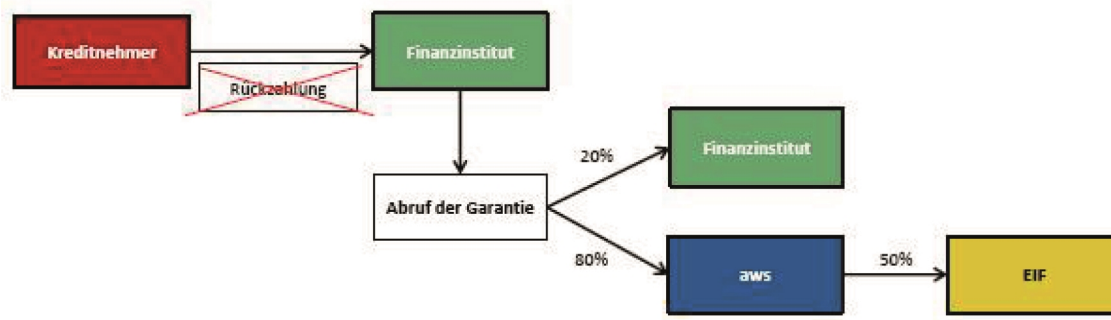 Kreditnehmer
Finanzinstitut
Rückzahlung
20%
Finanzinstitut
Abruf der Garantie
80%
aws
50%
EIF